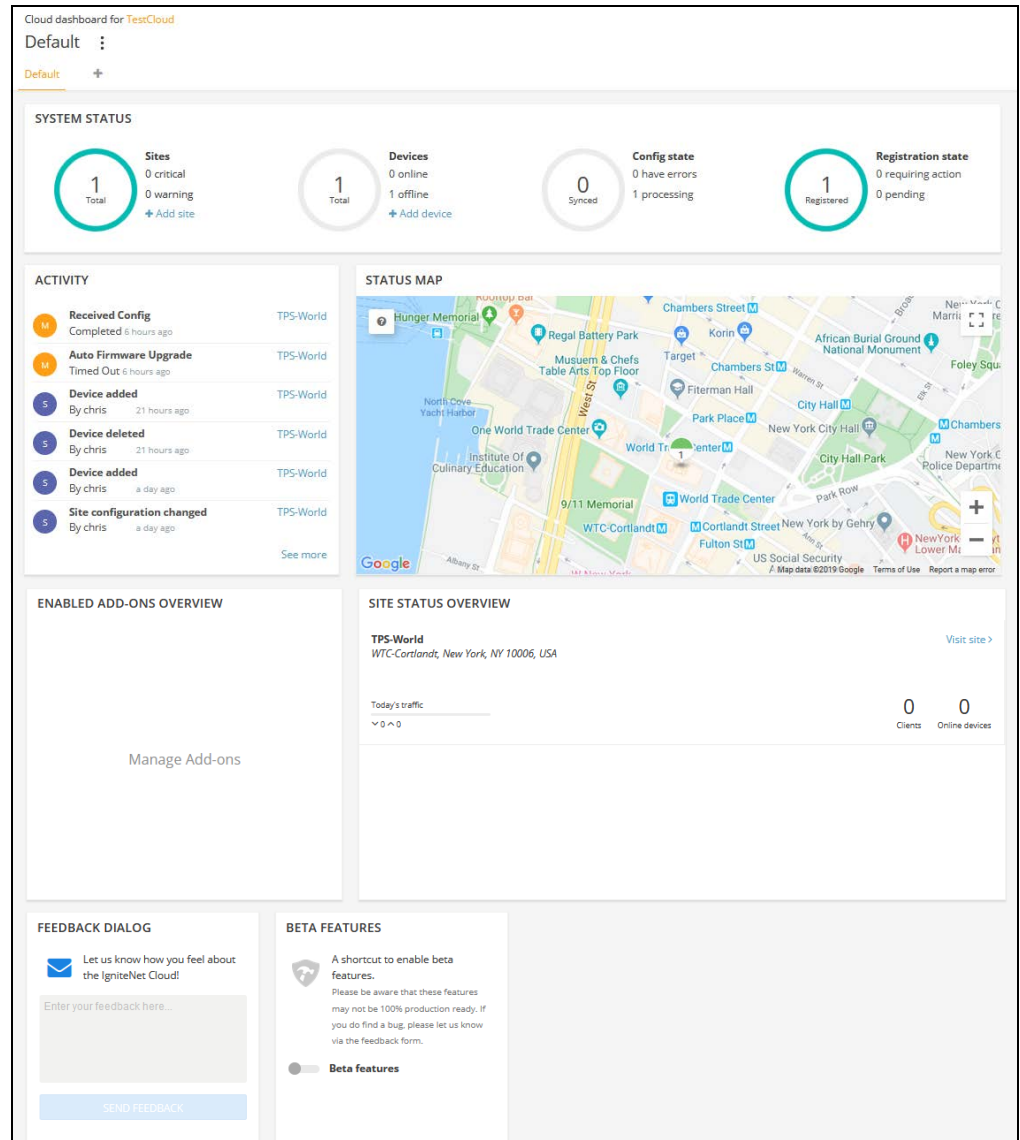 Cloud dashboard for TestCloud
Default
Default +
SYSTEM STATUS
1
Total
Sites
0 critical
0 warning
+ Add site
1
Total
Devices
0 online
1 offline
+ Add device
0
Synced
Config state
0 have errors
1 processing
1
Registered
Registration state
0 requiring action
0 pending
ACTIVITY
M
Received Config
TPS-World
Completed 6 hours ago
M
Auto Firmware Upgrade
TPS-World
Timed Out 6 hours ago
S
Device added
TPS-World
By chris 21 hours ago
S
Device deleted
TPS-World
By chris 21 hours ago
S
Device added
TPS-World
By chris a day ago
S
Site configuration changed
TPS-World
By chris a day ago
See more
STATUS MAP
Rooftop Bar
Hunger Memorial
Chambers Street M
Regal Battery Park
Korin
African Burial Ground
National Monument
Musuem & Chefs
Table Arts Top Floor
Target
Chambers St M
Warren St
Foley Squ
Elk St
West St
Fiterman Hall
North Cove
Yacht Harbor
City Hall M
Park Place M
One World Trade Center
New York City Hall
M Chambers
M
1
Institute Of
Culinary Education
City Hall Park
New York
Police Departme
Park Row
9/11 Memorial
World Trade Center
WTC-Cortlandt M
M Cortlandt Street
New York by Gehry
Ann St
Fulton St M
+
−
H
NewYork
US Social Security
Albany St
Google
Map data ©2019 Google Terms of Use Report a map error
ENABLED ADD-ONS OVERVIEW
Manage Add-ons
SITE STATUS OVERVIEW
TPS-World
Visit site >
WTC-Cortlandt, New York, NY 10006, USA
Today's traffic
0 0
0
Clients
0
Online devices
FEEDBACK DIALOG
Let us know how you feel about
the IgniteNet Cloud!
Enter your feedback here...
SEND FEEDBACK
BETA FEATURES
?
A shortcut to enable beta
features.
Please be aware that these features
may not be 100% production ready. If
you do find a bug, please let us know
via the feedback form.
Beta features